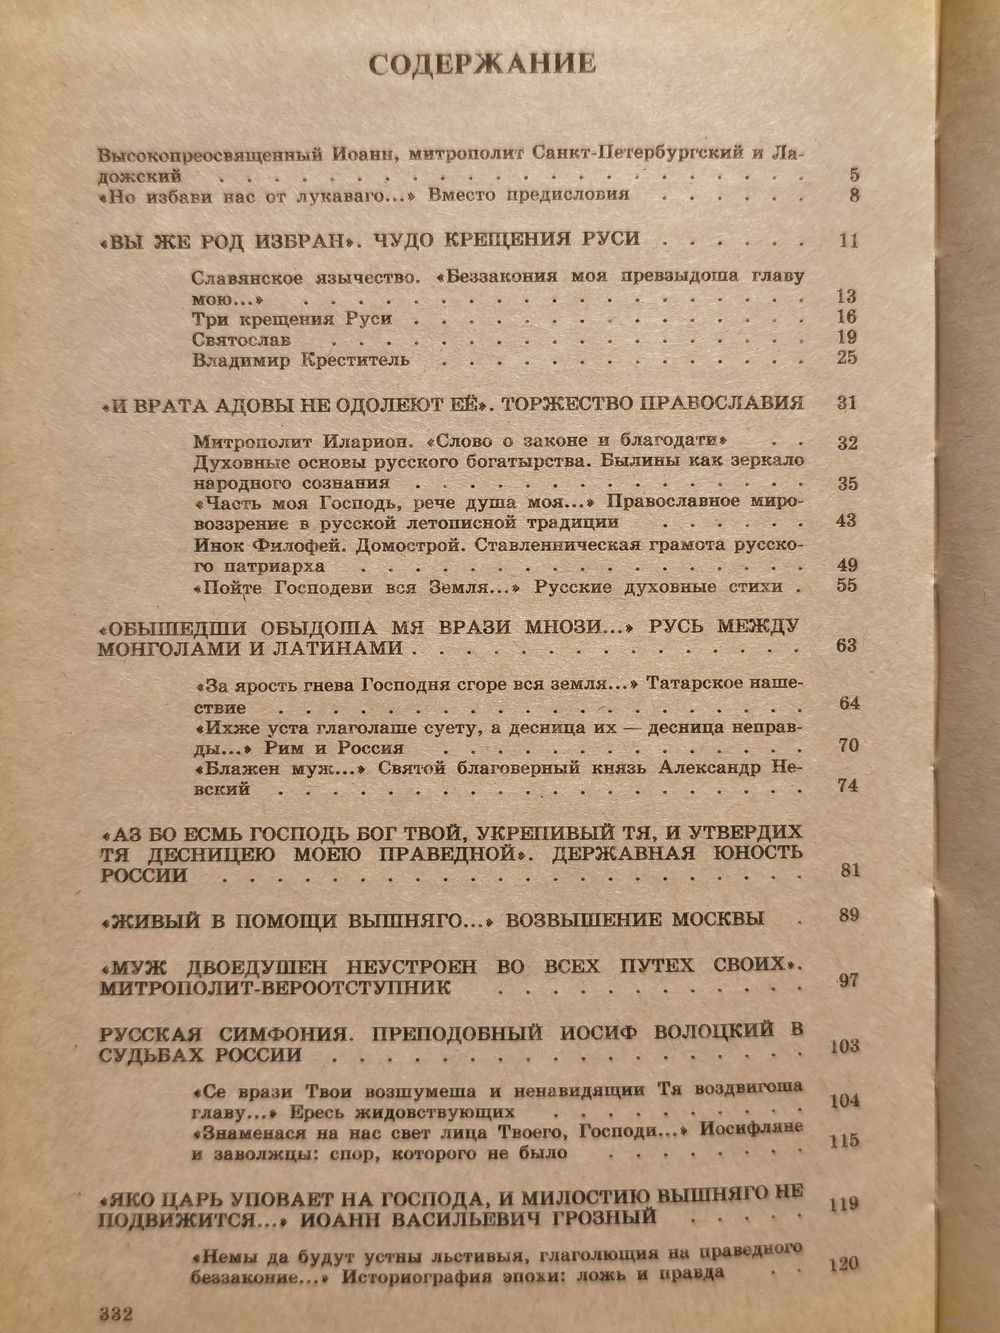 СОДЕРЖАНИЕ
Высокопреосвященный Иоанн, митрополит Санкт-Петербургский и Ла-
дожский . . . . . . . . . . . . . . . . . . . . . . 5
«Но избави нас от лукаваго...» Вместо предисловия . . . . . . 8
«ВЫ ЖЕ РОД ИЗБРАН». ЧУДО КРЕЩЕНИЯ РУСИ . . . . . . 11
Славянское язычество. «Беззакония моя превзыдоша главу
мою...» . . . . . . . . . . . . . . . . . . . 13
Три крещения Руси . . . . . . . . . . . . . . . 16
Святослав . . . . . . . . . . . . . . . . . . 19
Владимир Креститель . . . . . . . . . . . . . . 25
«И ВРАТА АДОВЫ НЕ ОДОЛЕЮТ ЕЁ». ТОРЖЕСТВО ПРАВОСЛАВИЯ 31
Митрополит Иларион. «Слово о законе и благодати» . . 32
Духовные основы русского богатырства. Былины как зеркало
народного сознания . . . . . . . . . . . . . . . 35
«Часть моя Господь, рече душа моя...» Православное миро-
воззрение в русской летописной традиции . . . . . . 43
Инок Филофей. Домострой. Ставленническая грамота русско-
го патриарха . . . . . . . . . . . . . . . . . 49
«Пойте Господеви вся Земля...» Русские духовные стихи . 55
«ОБЫШЕДШИ ОБЫДОША МЯ ВРАЗИ МНОЗИ...» РУСЬ МЕЖДУ
МОНГОЛАМИ И ЛАТИНАМИ . . . . . . . . . . . . . . . 63
«За ярость гнева Господня сгоре вся земля...» Татарское наше-
ствие . . . . . . . . . . . . . . . . . . . . 64
«Ихже уста глаголаше суету, а десница их — десница неправ-
ды...» Рим и Россия . . . . . . . . . . . . . . 70
«Блажен муж...» Святой благоверный князь Александр Не-
вский . . . . . . . . . . . . . . . . . . . . 74
«АЗ БО ЕСМЬ ГОСПОДЬ БОГ ТВОЙ, УКРЕПИВЫЙ ТЯ, И УТВЕРДИХ
ТЯ ДЕСНИЦЕЮ МОЕЮ ПРАВЕДНОЙ». ДЕРЖАВНАЯ ЮНОСТЬ
РОССИИ . . . . . . . . . . . . . . . . . . . . . . 81
«ЖИВЫЙ В ПОМОЩИ ВЫШНЯГО...» ВОЗВЫШЕНИЕ МОСКВЫ . 89
«МУЖ ДВОЕДУШЕН НЕУСТРОЕН ВО ВСЕХ ПУТЕХ СВОИХ».
МИТРОПОЛИТ-ВЕРООТСТУПНИК . . . . . . . . . . . . 97
РУССКАЯ СИМФОНИЯ. ПРЕПОДОБНЫЙ ИОСИФ ВОЛОЦКИЙ В
СУДЬБАХ РОССИИ . . . . . . . . . . . . . . . . . . 103
«Се врази Твои возшумеша и ненавидящии Тя воздвигоша
главу...» Ересь жидовствующих . . . . . . . . . . 104
«Знаменася на нас свет лица Твоего, Господи...» Иосифляне
и заволжцы: спор, которого не было . . . . . . . . 115
«ЯКО ЦАРЬ УПОВАЕТ НА ГОСПОДА, И МИЛОСТИЮ ВЫШНЯГО НЕ
ПОДВИЖИТСЯ...» ИОАНН ВАСИЛЬЕВИЧ ГРОЗНЫЙ . . . . . 119
«Немы да будут устны льстивыя, глаголющия на праведного
беззаконие...» Историография эпохи: ложь и правда . . 120
332